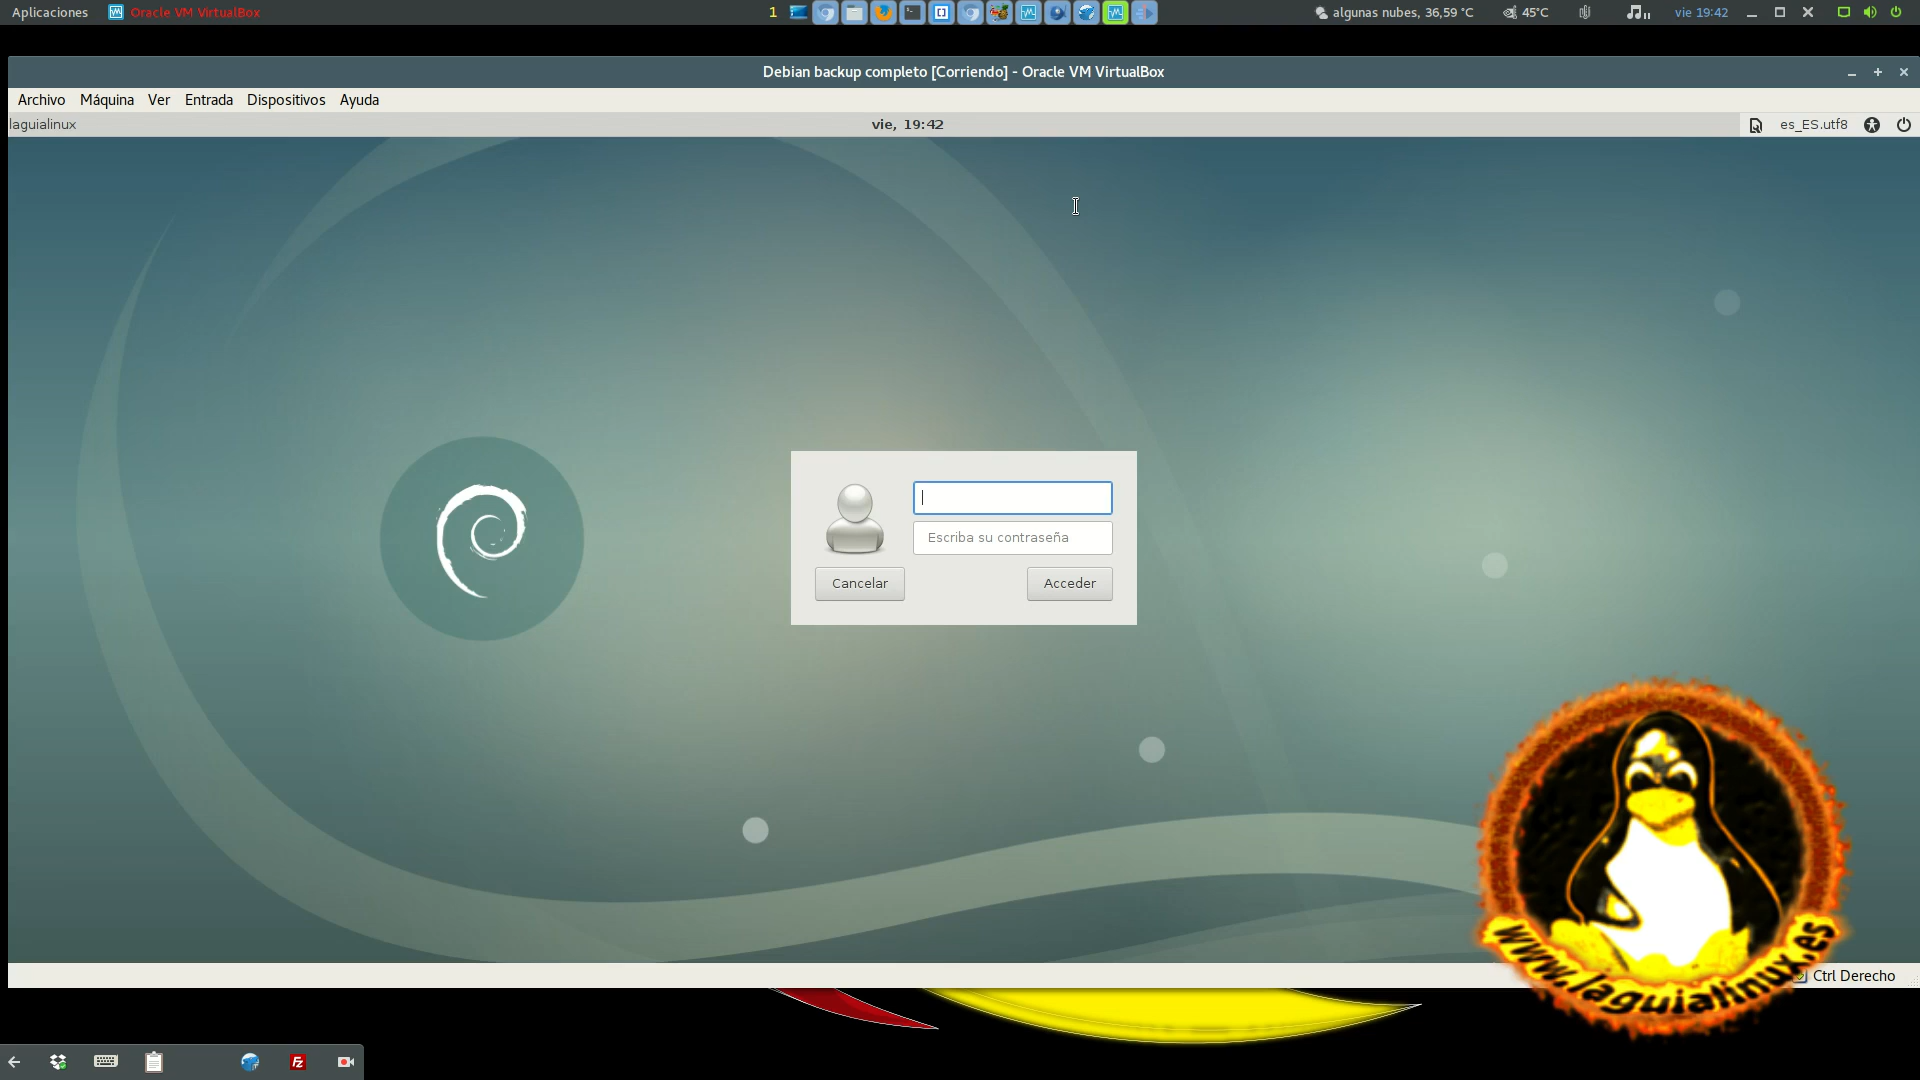 Aplicaciones Oracle VM VirtualBox 1 algunas nubes, 36,59 °C 45°C vie 19:42
Debian backup completo [Corriendo] - Oracle VM VirtualBox
Archivo Máquina Ver Entrada Dispositivos Ayuda
laguialinux vie, 19:42 es_ES.utf8
Escriba su contraseña
Cancelar Acceder
www.laguialinux.es
Ctrl Derecho
Fz